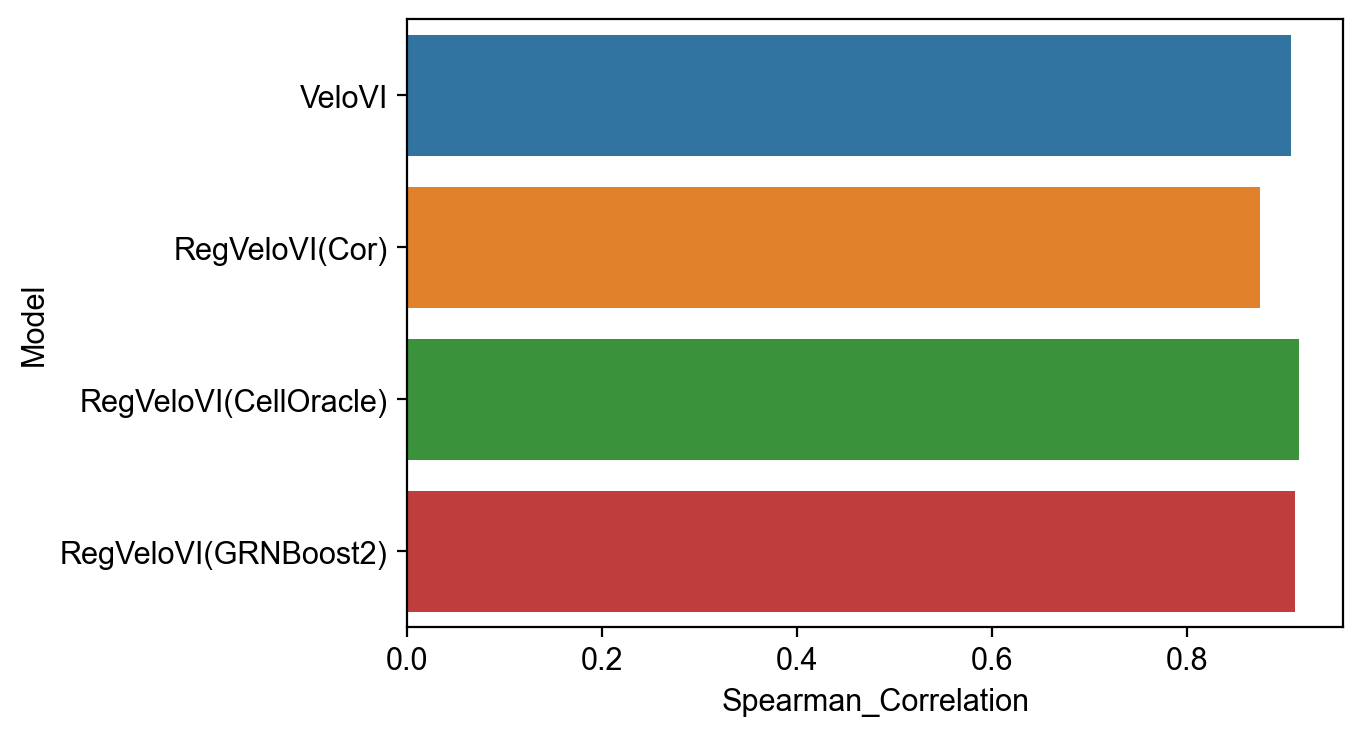 VeloVI
RegVeloVI(Cor)
Model
RegVeloVI(CellOracle)
RegVeloVI(GRNBoost2)
0.0 0.2 0.4 0.6 0.8
Spearman_Correlation